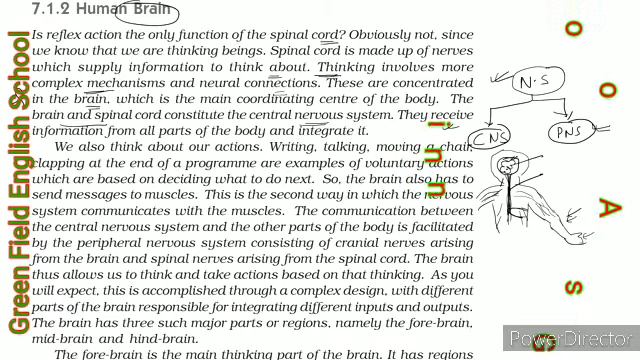 7.1.2 Human Brain
Is reflex action the only function of the spinal cord? Obviously not, since
we know that we are thinking beings. Spinal cord is made up of nerves
which supply information to think about. Thinking involves more
complex mechanisms and neural connections. These are concentrated
in the brain, which is the main coordinating centre of the body. The
brain and spinal cord constitute the central nervous system. They receive
information from all parts of the body and integrate it.
We also think about our actions. Writing, talking, moving a chair,
clapping at the end of a programme are examples of voluntary actions
which are based on deciding what to do next. So, the brain also has to
send messages to muscles. This is the second way in which the nervous
system communicates with the muscles. The communication between
the central nervous system and the other parts of the body is facilitated
by the peripheral nervous system consisting of cranial nerves arising
from the brain and spinal nerves arising from the spinal cord. The brain
thus allows us to think and take actions based on that thinking. As you
will expect, this is accomplished through a complex design, with different
parts of the brain responsible for integrating different inputs and outputs.
The brain has three such major parts or regions, namely the fore-brain,
mid-brain and hind-brain.
The fore-brain is the main thinking part of the brain. It has regions
N.S
CNS
PNS
Green Field English School
PowerDirector